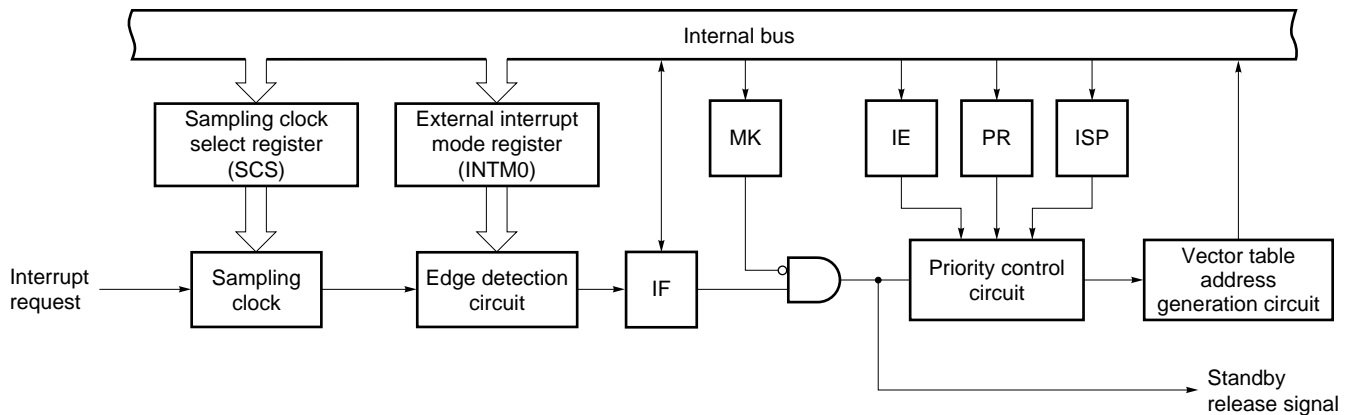 Internal bus
Sampling clock
select register
(SCS)
External interrupt
mode register
(INTM0)
MK
IE
PR
ISP
Interrupt
request
Sampling
clock
Edge detection
circuit
IF
Priority control
circuit
Vector table
address
generation circuit
Standby
release signal